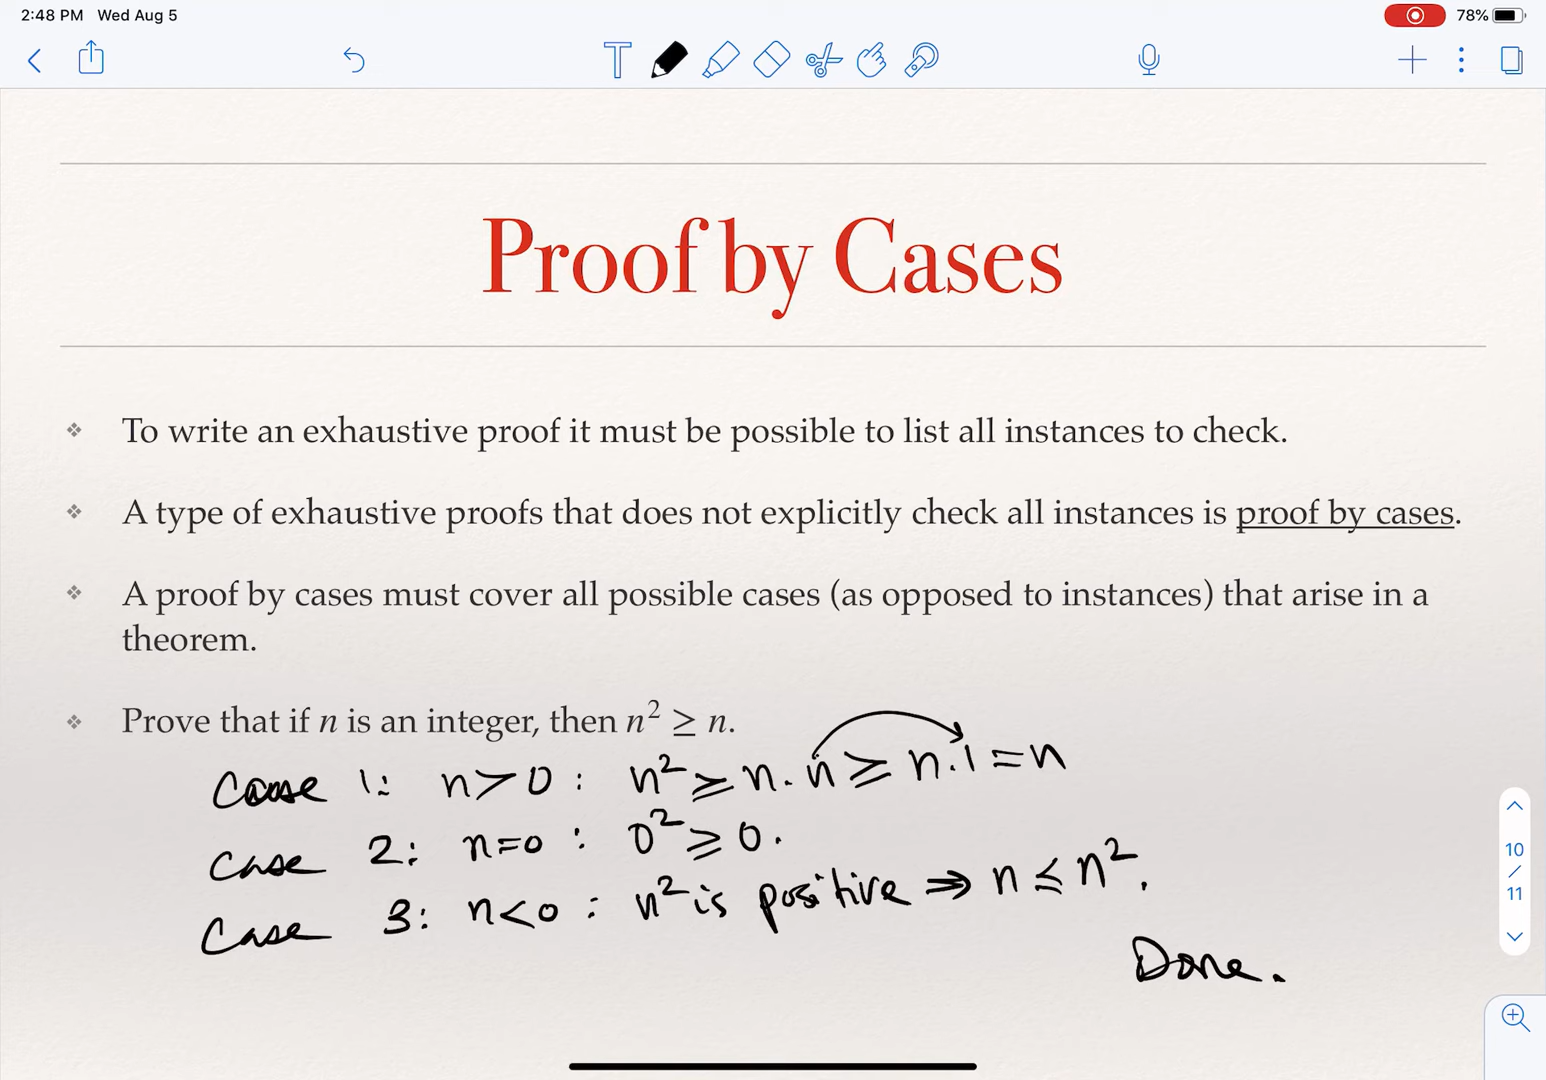 2:48 PM Wed Aug 5
78%
Proof by Cases
❖ To write an exhaustive proof it must be possible to list all instances to check.
❖ A type of exhaustive proofs that does not explicitly check all instances is proof by cases.
❖ A proof by cases must cover all possible cases (as opposed to instances) that arise in a
theorem.
❖ Prove that if n is an integer, then n² ≥ n.
Case 1: n > 0 : n² ≥ n · n ≥ n · 1 = n
Case 2: n = 0 : 0² ≥ 0.
Case 3: n < 0 : n² is positive ⇒ n ≤ n².
Done.
10
/
11